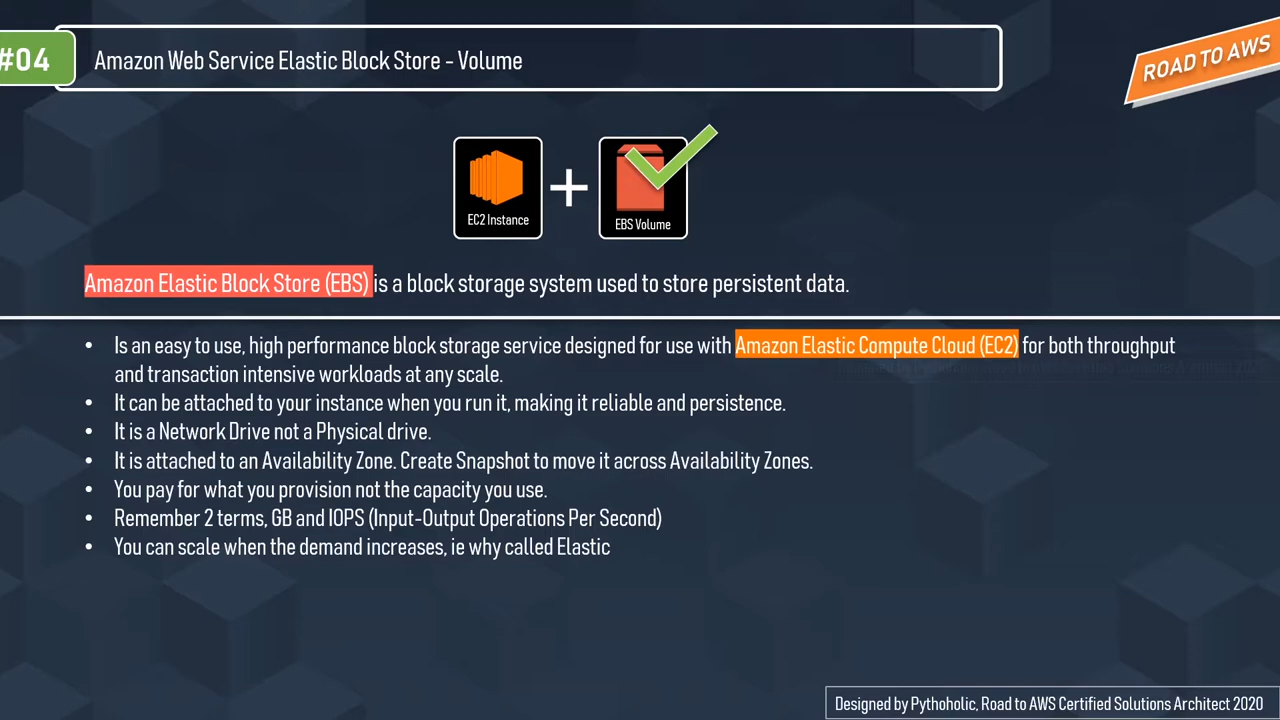 #04
Amazon Web Service Elastic Block Store - Volume
ROAD TO AWS
EC2 Instance
EBS Volume
Amazon Elastic Block Store (EBS) is a block storage system used to store persistent data.
• Is an easy to use, high performance block storage service designed for use with Amazon Elastic Compute Cloud (EC2) for both throughput
and transaction intensive workloads at any scale.
• It can be attached to your instance when you run it, making it reliable and persistence.
• It is a Network Drive not a Physical drive.
• It is attached to an Availability Zone. Create Snapshot to move it across Availability Zones.
• You pay for what you provision not the capacity you use.
• Remember 2 terms, GB and IOPS (Input-Output Operations Per Second)
• You can scale when the demand increases, ie why called Elastic
Designed by Pythoholic, Road to AWS Certified Solutions Architect 2020